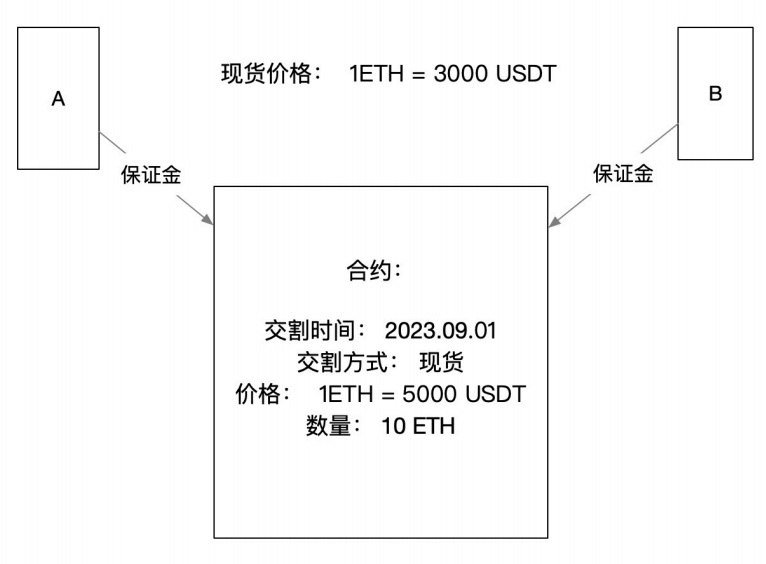 现货价格： 1ETH = 3000 USDT
A
B
保证金
保证金
合约：
交割时间： 2023.09.01
交割方式： 现货
价格： 1ETH = 5000 USDT
数量： 10 ETH